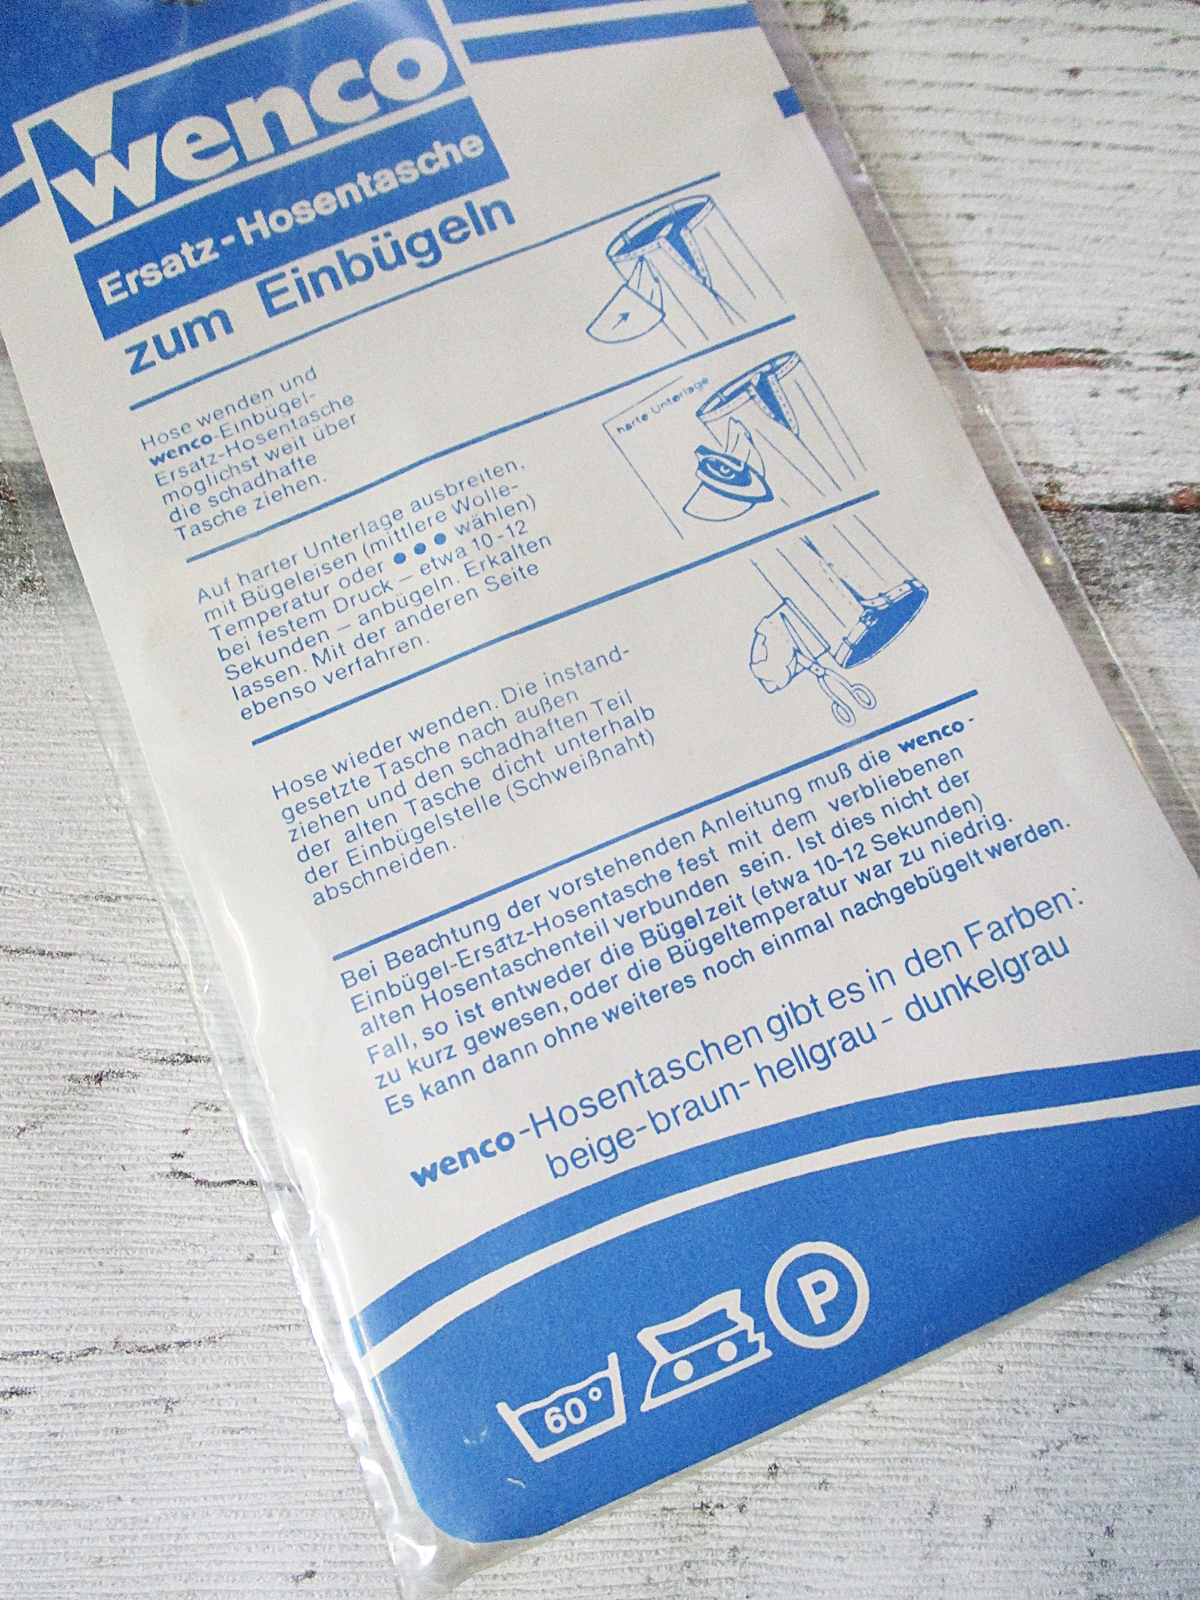 wenco
Ersatz-Hosentasche
zum Einbügeln
Hose wenden und
wenco-Einbügel-
Ersatz-Hosentasche
möglichst weit über
die schadhafte
Tasche ziehen.
harte Unterlage
Auf harter Unterlage ausbreiten,
mit Bügeleisen (mittlere Wolle-
Temperatur oder ● ● ● wählen)
bei festem Druck – etwa 10-12
Sekunden – anbügeln. Erkalten
lassen. Mit der anderen Seite
ebenso verfahren.
Hose wieder wenden. Die instand-
gesetzte Tasche nach außen
ziehen und den schadhaften Teil
der alten Tasche dicht unterhalb
der Einbügelstelle (Schweißnaht)
abschneiden.
Bei Beachtung der vorstehenden Anleitung muß die wenco-
Einbügel-Ersatz-Hosentasche fest mit dem verbliebenen
alten Hosentaschenteil verbunden sein. Ist dies nicht der
Fall, so ist entweder die Bügelzeit (etwa 10-12 Sekunden)
zu kurz gewesen, oder die Bügeltemperatur war zu niedrig.
Es kann dann ohne weiteres noch einmal nachgebügelt werden.
wenco-Hosentaschen gibt es in den Farben:
beige-braun-hellgrau - dunkelgrau
60°
P